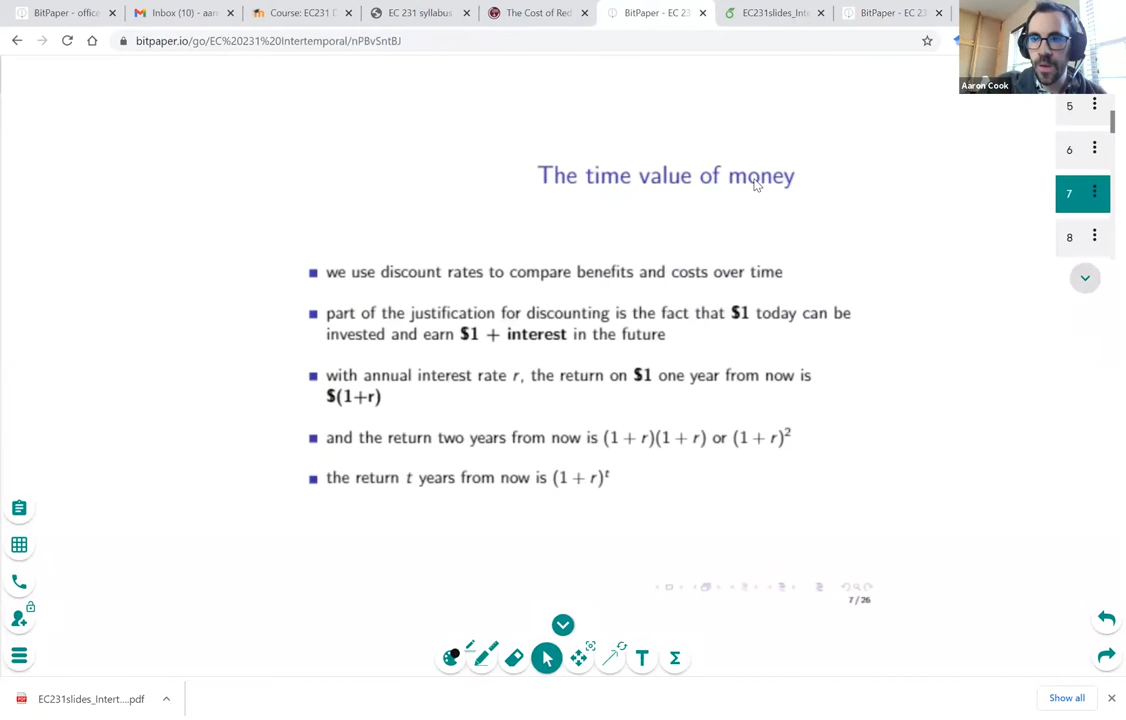 BitPaper - office
Inbox (10) - aar
Course: EC231 D
EC 231 syllabus
The Cost of Red
BitPaper - EC 23
EC231slides_Inte
BitPaper - EC 23
bitpaper.io/go/EC%20231%20Intertemporal/nPBvSntBJ
Aaron Cook
5
6
7
8
The time value of money
we use discount rates to compare benefits and costs over time
part of the justification for discounting is the fact that $1 today can be
invested and earn $1 + interest in the future
with annual interest rate r, the return on $1 one year from now is
$(1+r)
and the return two years from now is (1 + r)(1 + r) or (1 + r)²
the return t years from now is (1 + r)ᵗ
7/26
T
Σ
EC231slides_Intert....pdf
Show all